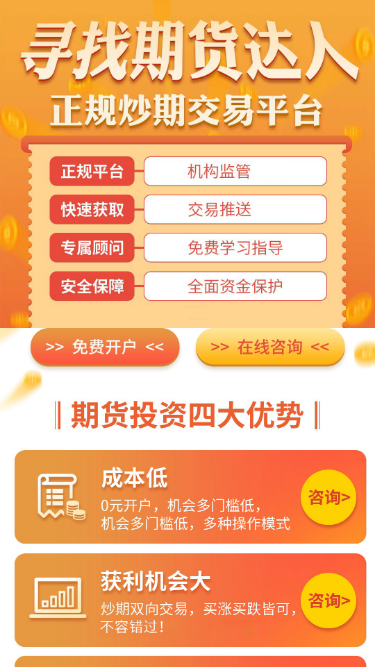 寻找期货达人
正规炒期交易平台
正规平台 机构监管
快速获取 交易推送
专属顾问 免费学习指导
安全保障 全面资金保护
>> 免费开户 << >> 在线咨询 <<
期货投资四大优势
成本低
0元开户，机会多门槛低，
机会多门槛低，多种操作模式
咨询>
获利机会大
炒期双向交易，买涨买跌皆可，
不容错过！
咨询>